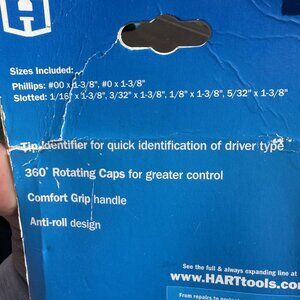 Sizes Included:
Phillips: #00 x 1-3/8", #0 x 1-3/8"
Slotted: 1/16" x 1-3/8", 3/32" x 1-3/8", 1/8" x 1-3/8", 5/32" x 1-3/8"
Tip Identifier for quick identification of driver type
360° Rotating Caps for greater control
Comfort Grip handle
Anti-roll design
See the full & always expanding line at
www.HARTtools.com
From repairs to